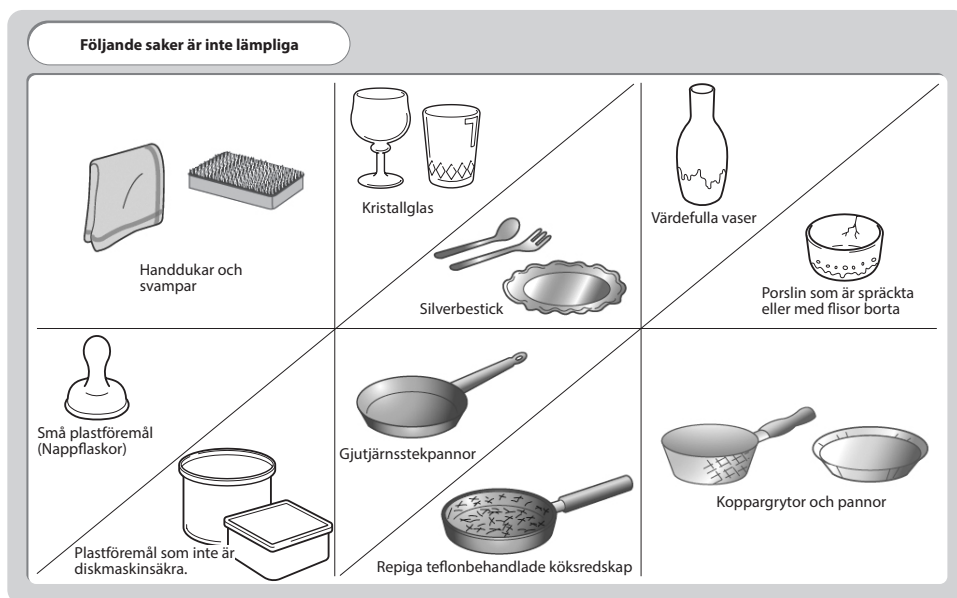 Följande saker är inte lämpliga
Handdukar och
svampar
Kristallglas
Silverbestick
Värdefulla vaser
Porslin som är spräckta
eller med flisor borta
Små plastföremål
(Nappflaskor)
Plastföremål som inte är
diskmaskinsäkra.
Gjutjärnsstekpannor
Repiga teflonbehandlade köksredskap
Koppargrytor och pannor